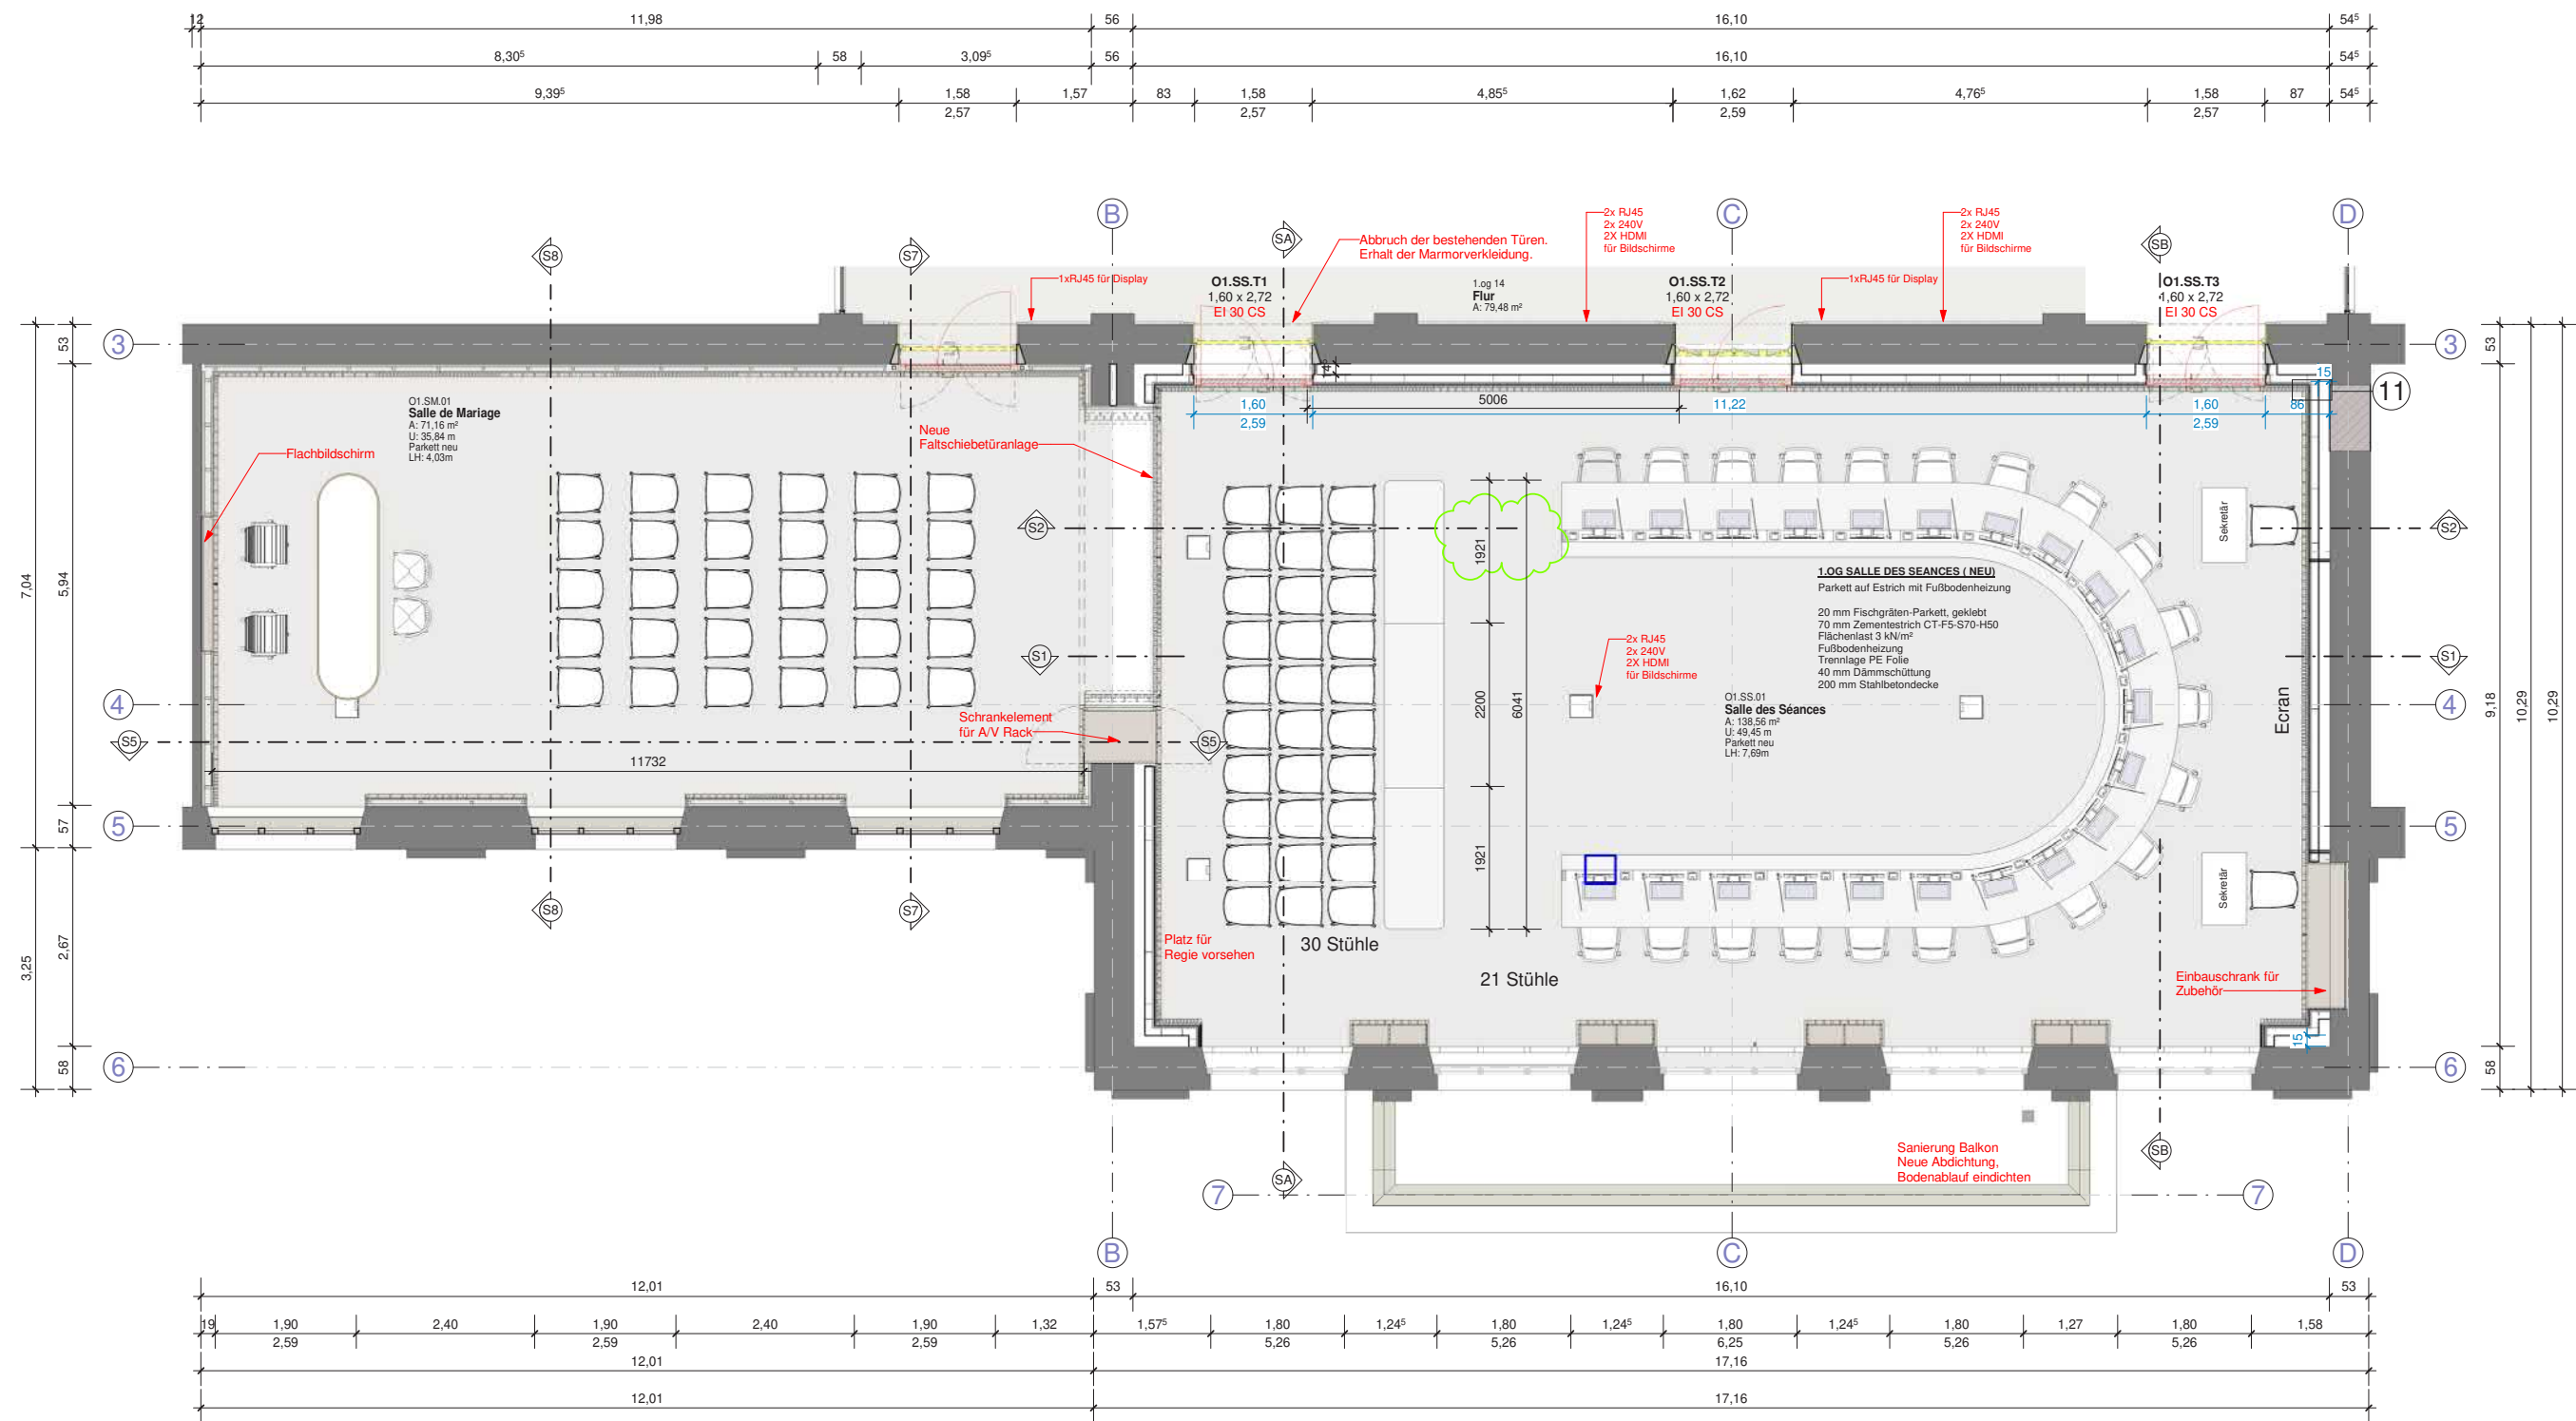 12
11,98
56
16,10
54⁵
8,30⁵
58
3,09⁵
56
16,10
54⁵
9,39⁵
1,58
2,57
1,57
83
1,58
2,57
4,85⁵
1,62
2,59
4,76⁵
1,58
2,57
87
54⁵
B
C
D
S8
S7
SA
SB
2x RJ45
2x 240V
2X HDMI
für Bildschirme
2x RJ45
2x 240V
2X HDMI
für Bildschirme
Abbruch der bestehenden Türen.
Erhalt der Marmorverkleidung.
1xRJ45 für Display
O1.SS.T1
1,60 x 2,72
EI 30 CS
1.og 14
Flur
A: 79,48 m²
O1.SS.T2
1,60 x 2,72
EI 30 CS
1xRJ45 für Display
O1.SS.T3
1,60 x 2,72
EI 30 CS
3
3
53
53
7,04
5,94
57
3,25
2,67
58
9,18
10,29
10,29
58
14⁵
15
11
1,60
2,59
5006
11,22
1,60
2,59
86
O1.SM.01
Salle de Mariage
A: 71,16 m²
U: 35,84 m
Parkett neu
LH: 4,03m
Flachbildschirm
Neue
Faltschiebetüranlage
S2
S2
Sekretär
1921
2200
1921
6041
1.OG SALLE DES SEANCES ( NEU)
Parkett auf Estrich mit Fußbodenheizung
20 mm Fischgräten-Parkett, geklebt
70 mm Zementestrich CT-F5-S70-H50
Flächenlast 3 kN/m²
Fußbodenheizung
Trennlage PE Folie
40 mm Dämmschüttung
200 mm Stahlbetondecke
2x RJ45
2x 240V
2X HDMI
für Bildschirme
S1
S1
O1.SS.01
Salle des Séances
A: 138,56 m²
U: 49,45 m
Parkett neu
LH: 7,69m
Ecran
4
4
Schrankelement
für A/V Rack
S5
S5
11732
5
5
Sekretär
S8
S7
Platz für
Regie vorsehen
30 Stühle
21 Stühle
Einbauschrank für
Zubehör
15
6
6
Sanierung Balkon
Neue Abdichtung,
Bodenablauf eindichten
SA
SB
7
7
B
C
D
12,01
53
16,10
53
19
1,90
2,59
2,40
1,90
2,59
2,40
1,90
2,59
1,32
1,57⁵
1,80
5,26
1,24⁵
1,80
5,26
1,24⁵
1,80
6,25
1,24⁵
1,80
5,26
1,27
1,80
5,26
1,58
12,01
17,16
12,01
17,16